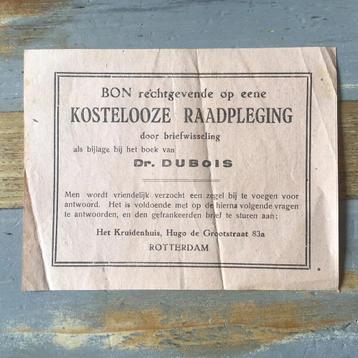 BON rechtgevende op eene
KOSTELOOZE RAADPLEGING
door briefwisseling
als bijlage bij het boek van
Dr. DUBOIS
Men wordt vriendelijk verzocht een zegel bij te voegen voor
antwoord. Het is voldoende met op de hierna volgende vragen
te antwoorden, en den gefrankeerden brief te sturen aan:
Het Kruidenhuis, Hugo de Grootstraat 83a
ROTTERDAM